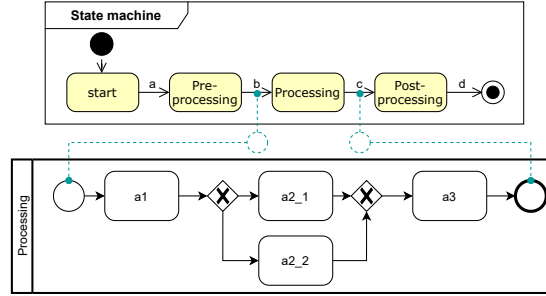 State machine
start
a
Pre-
processing
b
Processing
c
Post-
processing
d
Processing
a1
a2_1
a2_2
a3